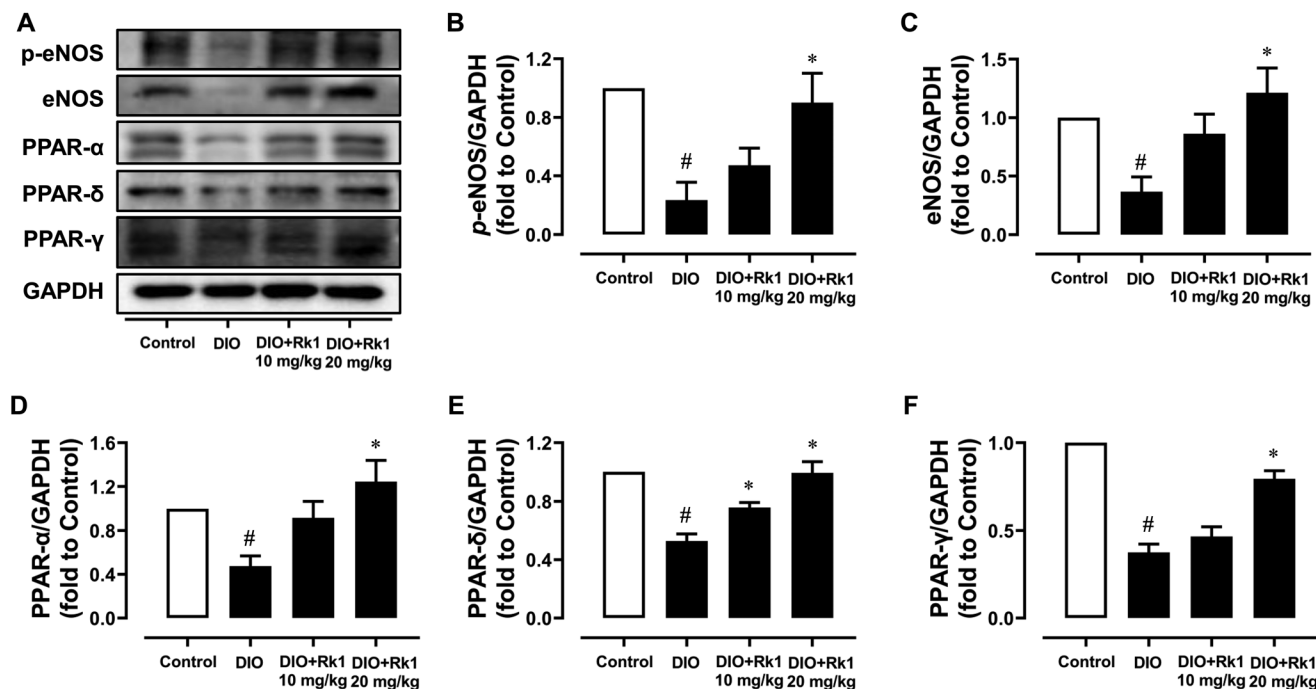 A
p-eNOS
eNOS
PPAR-α
PPAR-δ
PPAR-γ
GAPDH
Control DIO DIO+Rk1 DIO+Rk1
10 mg/kg 20 mg/kg
B
p-eNOS/GAPDH
(fold to Control)
1.2
0.8
0.4
0.0
#
*
Control DIO DIO+Rk1 DIO+Rk1
10 mg/kg 20 mg/kg
C
eNOS/GAPDH
(fold to Control)
1.5
1.0
0.5
0.0
#
*
Control DIO DIO+Rk1 DIO+Rk1
10 mg/kg 20 mg/kg
D
PPAR-α/GAPDH
(fold to Control)
1.6
1.2
0.8
0.4
0.0
#
*
Control DIO DIO+Rk1 DIO+Rk1
10 mg/kg 20 mg/kg
E
PPAR-δ/GAPDH
(fold to Control)
1.2
0.8
0.4
0.0
#
*
*
Control DIO DIO+Rk1 DIO+Rk1
10 mg/kg 20 mg/kg
F
PPAR-γ/GAPDH
(fold to Control)
1.0
0.5
0.0
#
*
Control DIO DIO+Rk1 DIO+Rk1
10 mg/kg 20 mg/kg